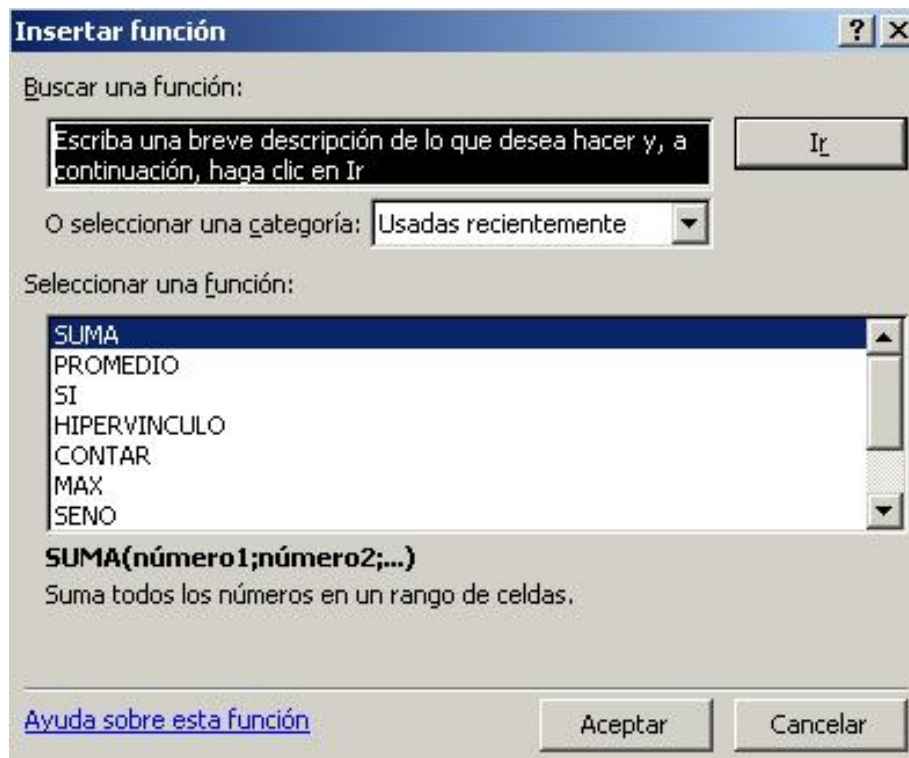 Insertar función
Buscar una función:
Escriba una breve descripción de lo que desea hacer y, a
continuación, haga clic en Ir
Ir
O seleccionar una categoría: Usadas recientemente
Seleccionar una función:
SUMA
PROMEDIO
SI
HIPERVINCULO
CONTAR
MAX
SENO
SUMA(número1;número2;...)
Suma todos los números en un rango de celdas.
Ayuda sobre esta función
Aceptar
Cancelar